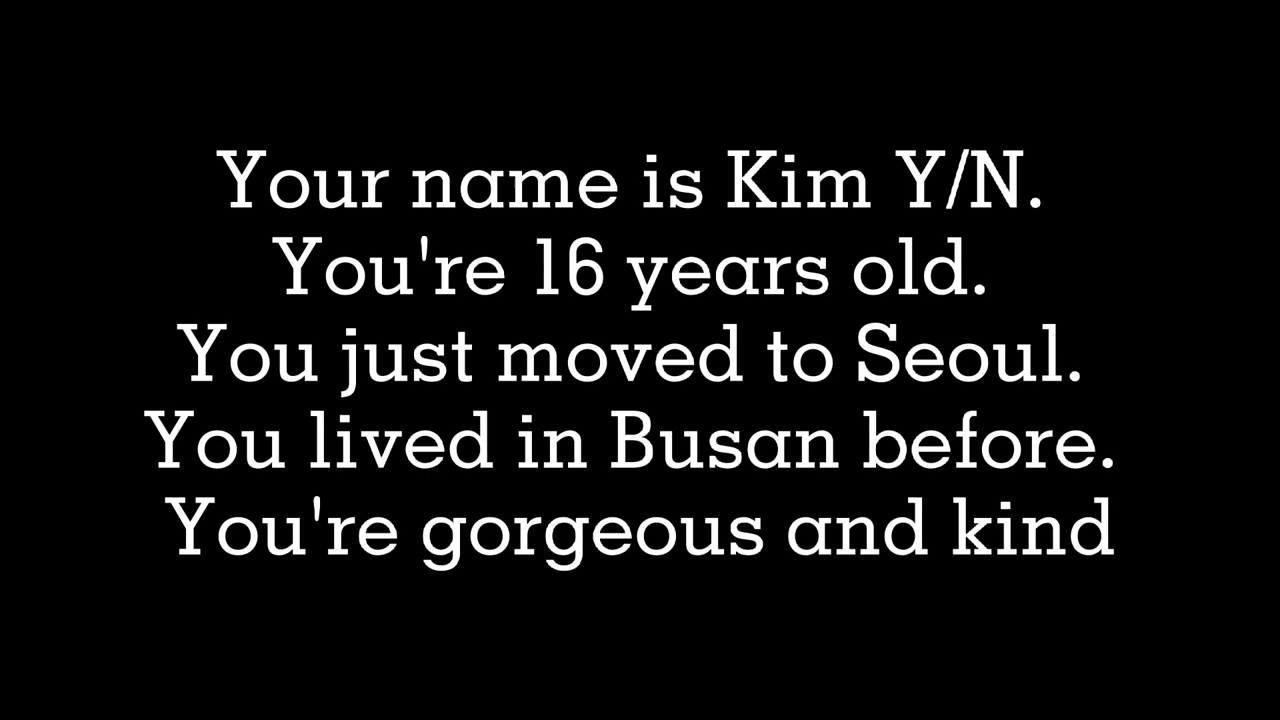 Your name is Kim Y/N.
You're 16 years old.
You just moved to Seoul.
You lived in Busan before.
You're gorgeous and kind